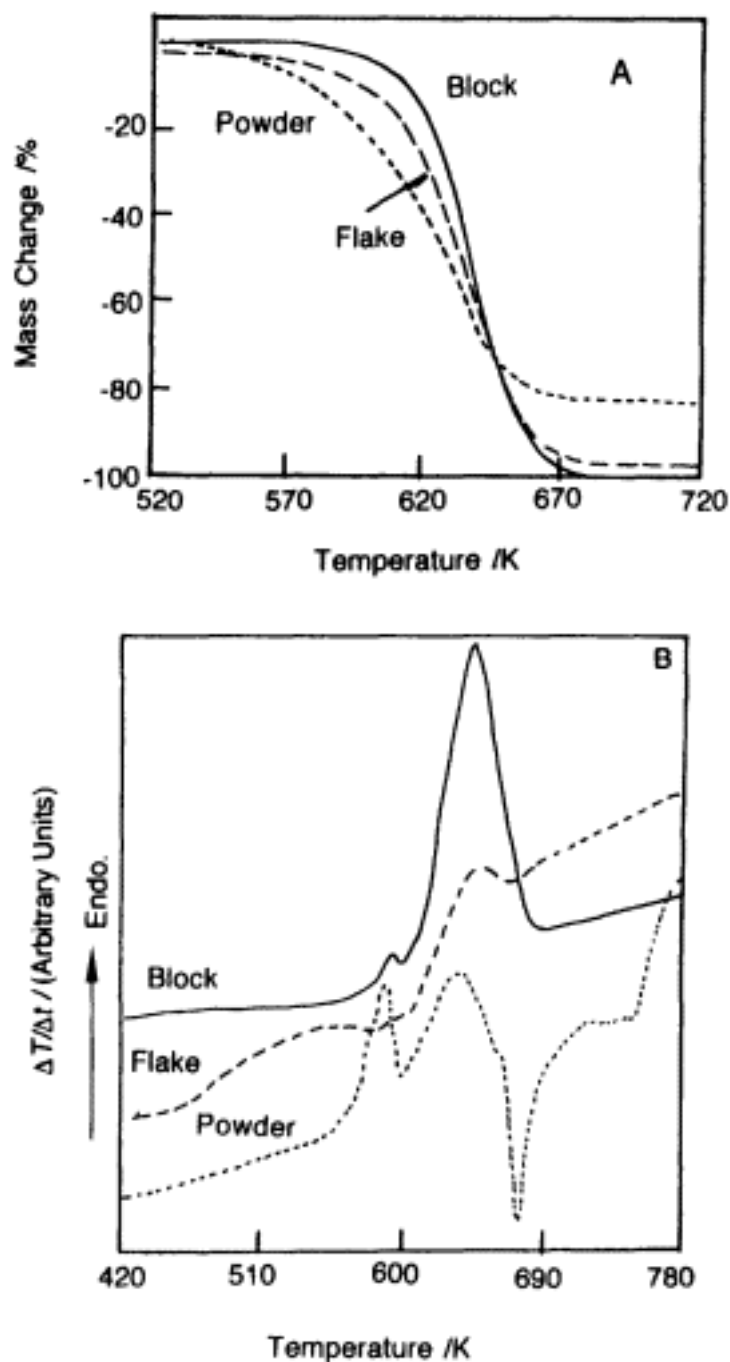 A
Block
Powder
Flake
Mass Change /%
-20
-40
-60
-80
-100
520 570 620 670 720
Temperature /K
B
ΔT/Δt / (Arbitrary Units)
Endo.
Block
Flake
Powder
420 510 600 690 780
Temperature /K